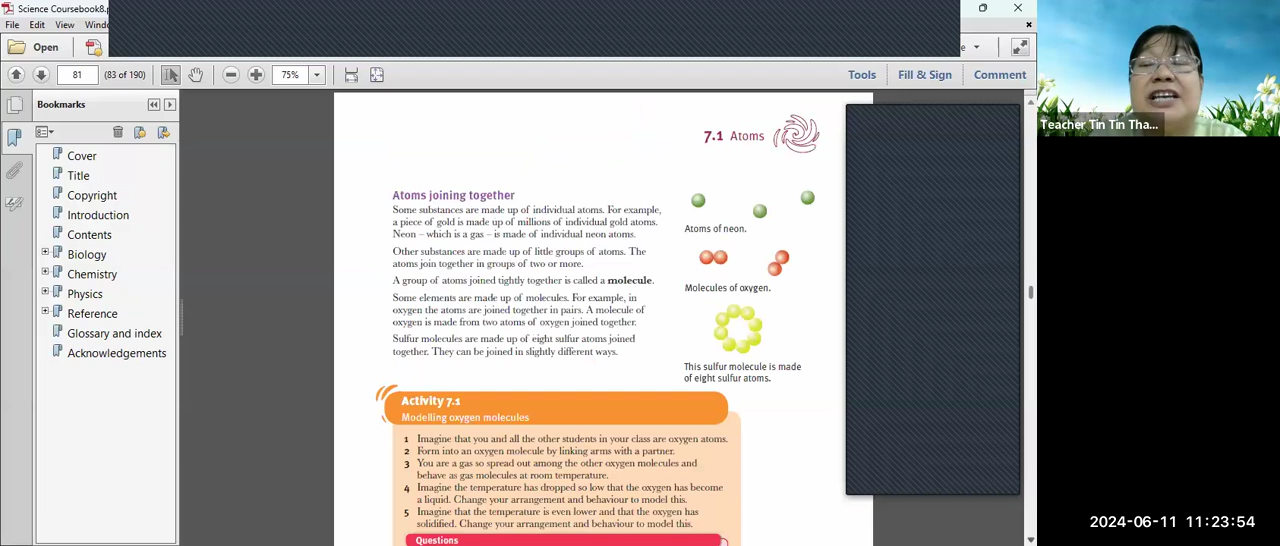 Science Coursebook8.p
File Edit View Windo
Open
81 (83 of 190) 75% Tools Fill & Sign Comment
Bookmarks
Cover
Title
Copyright
Introduction
Contents
Biology
Chemistry
Physics
Reference
Glossary and index
Acknowledgements
7.1 Atoms
Atoms joining together
Some substances are made up of individual atoms. For example,
a piece of gold is made up of millions of individual gold atoms.
Neon – which is a gas – is made of individual neon atoms.
Other substances are made up of little groups of atoms. The
atoms join together in groups of two or more.
A group of atoms joined tightly together is called a molecule.
Some elements are made up of molecules. For example, in
oxygen the atoms are joined together in pairs. A molecule of
oxygen is made from two atoms of oxygen joined together.
Sulfur molecules are made up of eight sulfur atoms joined
together. They can be joined in slightly different ways.
Atoms of neon.
Molecules of oxygen.
This sulfur molecule is made
of eight sulfur atoms.
Activity 7.1
Modelling oxygen molecules
1 Imagine that you and all the other students in your class are oxygen atoms.
2 Form into an oxygen molecule by linking arms with a partner.
3 You are a gas so spread out among the other oxygen molecules and
behave as gas molecules at room temperature.
4 Imagine the temperature has dropped so low that the oxygen has become
a liquid. Change your arrangement and behaviour to model this.
5 Imagine that the temperature is even lower and that the oxygen has
solidified. Change your arrangement and behaviour to model this.
Questions
Teacher Tin Tin Tha...
2024-06-11 11:23:54